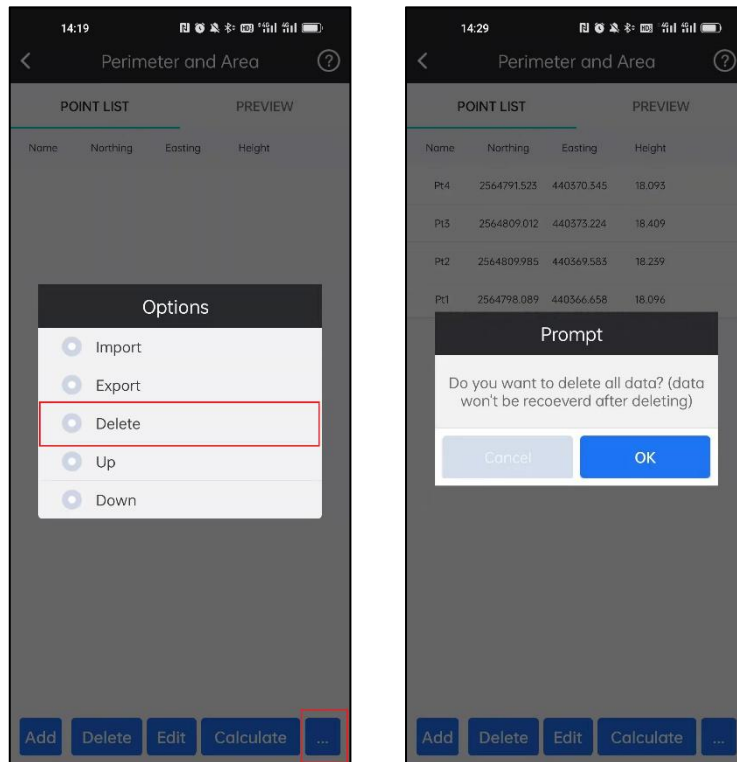 14:19
Perimeter and Area
POINT LIST PREVIEW
Name Northing Easting Height
Options
Import
Export
Delete
Up
Down
Add Delete Edit Calculate ...
14:29
Perimeter and Area
POINT LIST PREVIEW
Name Northing Easting Height
Pt4 2564791.523 440370.345 18.093
Pt3 2564809.012 440373.224 18.409
Pt2 2564809.985 440369.583 18.239
Pt1 2564798.089 440366.658 18.096
Prompt
Do you want to delete all data? (data
won't be recoeverd after deleting)
Cancel OK
Add Delete Edit Calculate ...